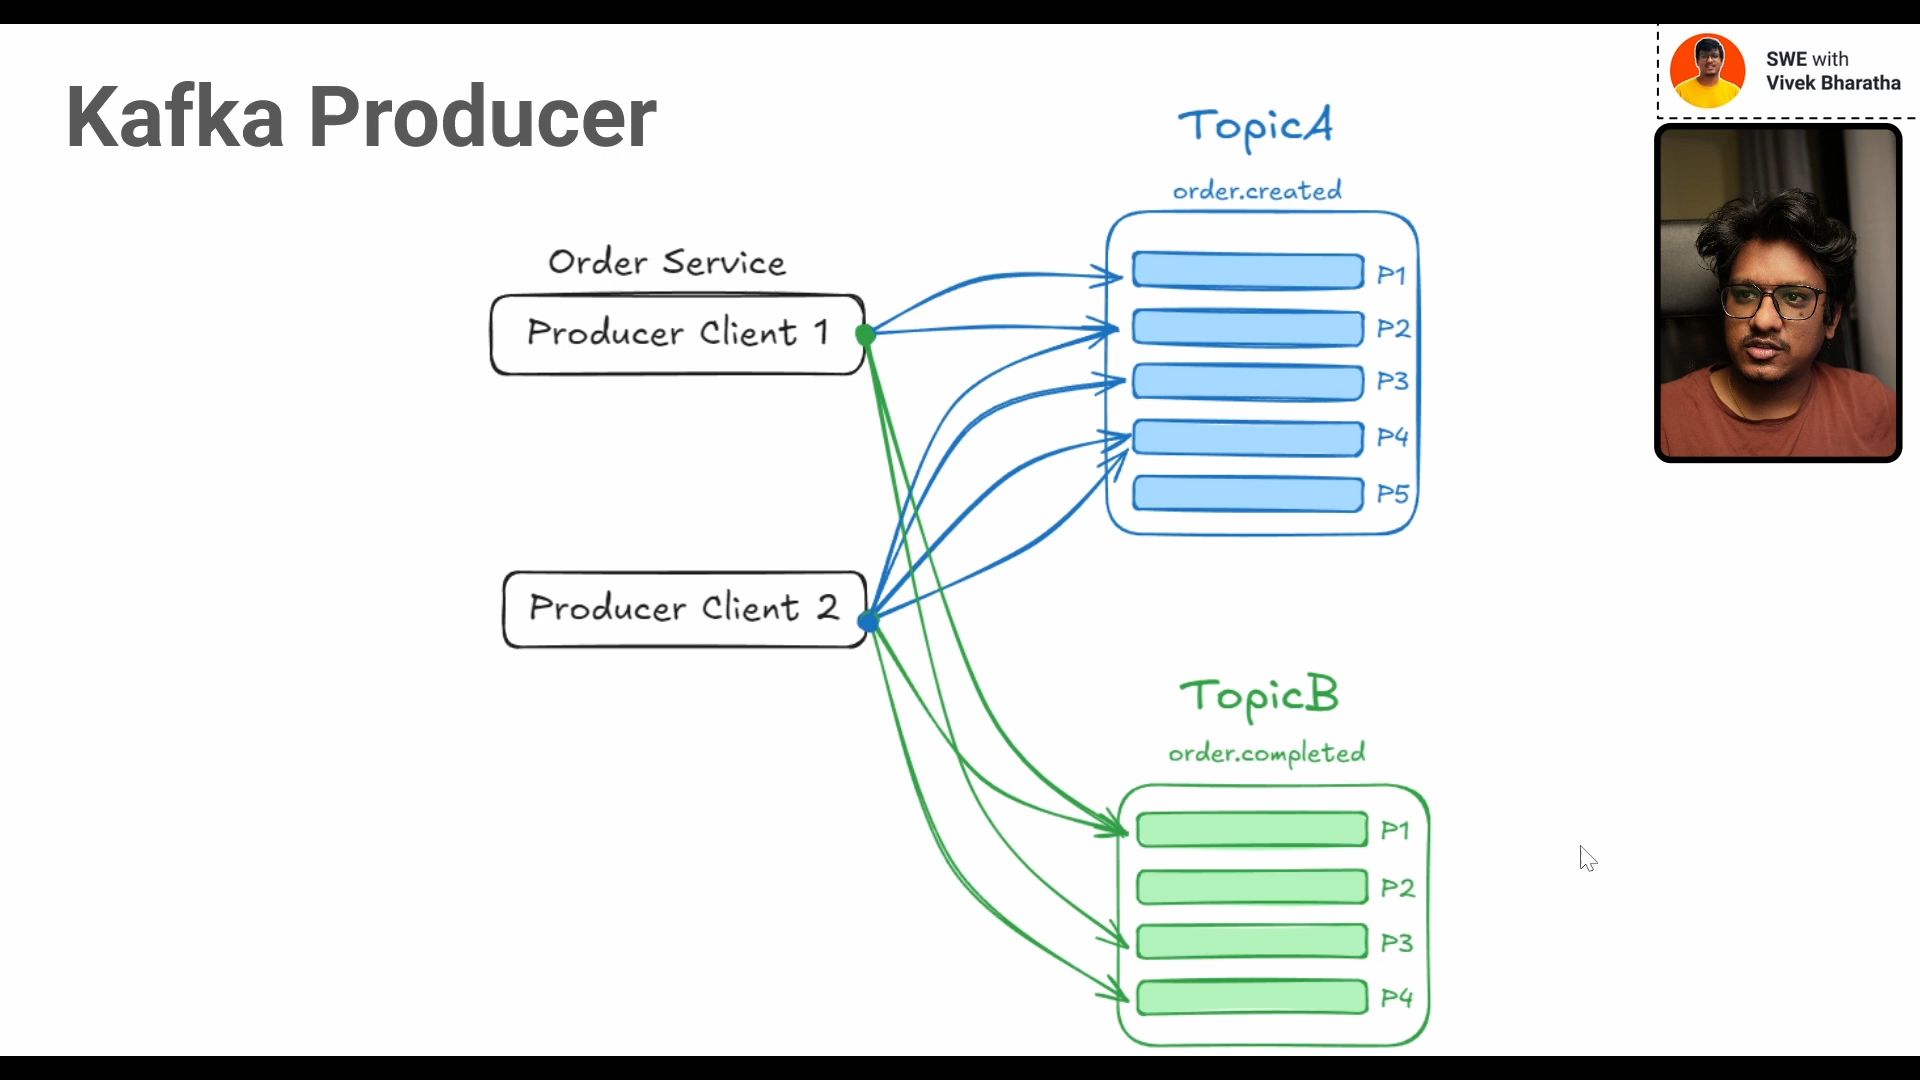 Kafka Producer
SWE with
Vivek Bharatha
TopicA
order.created
P1
P2
P3
P4
P5
Order Service
Producer Client 1
Producer Client 2
TopicB
order.completed
P1
P2
P3
P4